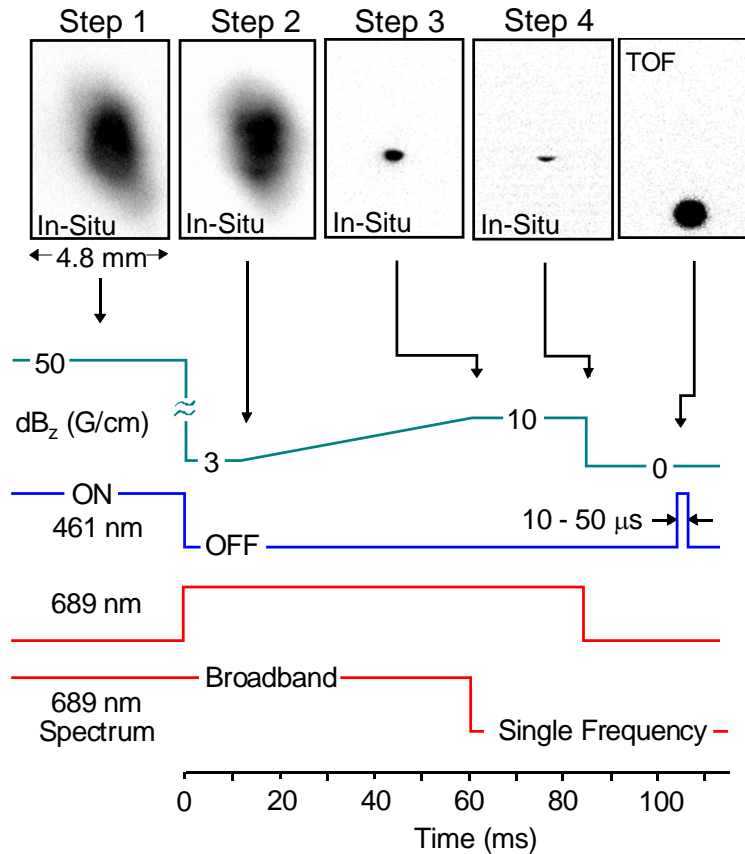 Step 1 Step 2 Step 3 Step 4
TOF
In-Situ In-Situ In-Situ In-Situ
4.8 mm
50
dBz (G/cm)
3
10
0
ON
461 nm
OFF
10 - 50 μs
689 nm
Broadband
689 nm
Spectrum
Single Frequency
0 20 40 60 80 100
Time (ms)